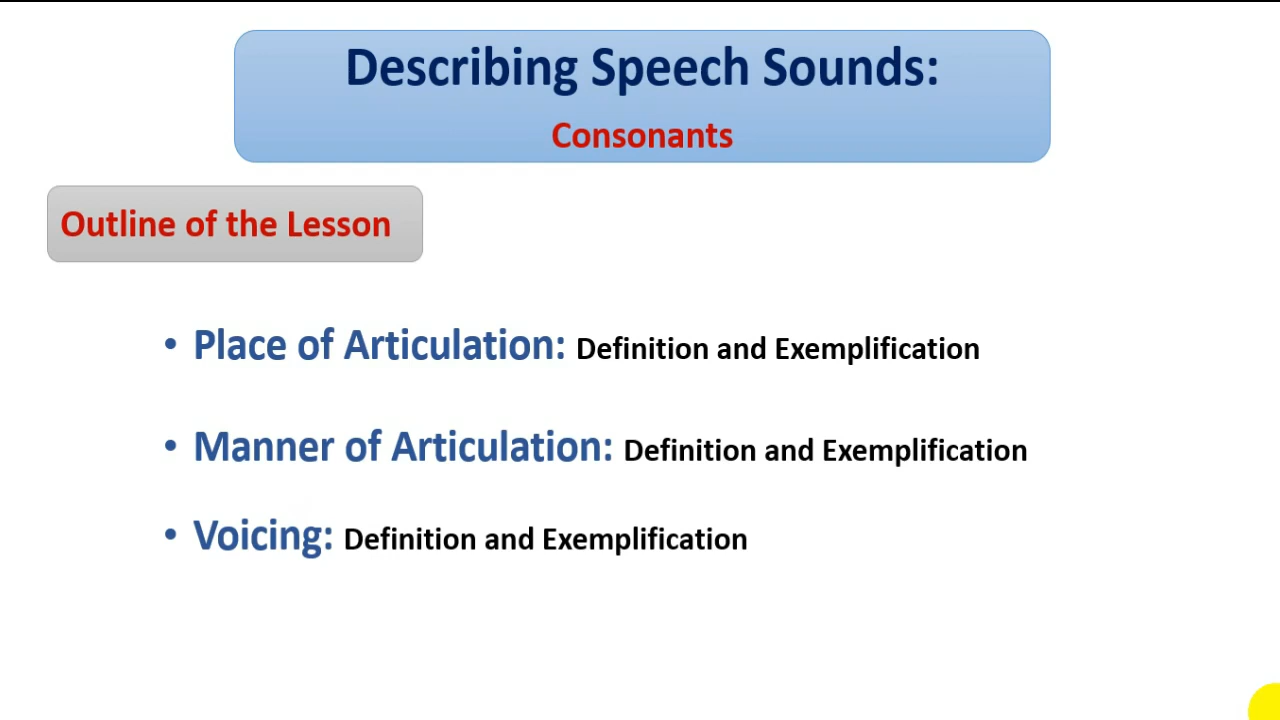 Describing Speech Sounds:
Consonants
Outline of the Lesson
• Place of Articulation: Definition and Exemplification
• Manner of Articulation: Definition and Exemplification
• Voicing: Definition and Exemplification